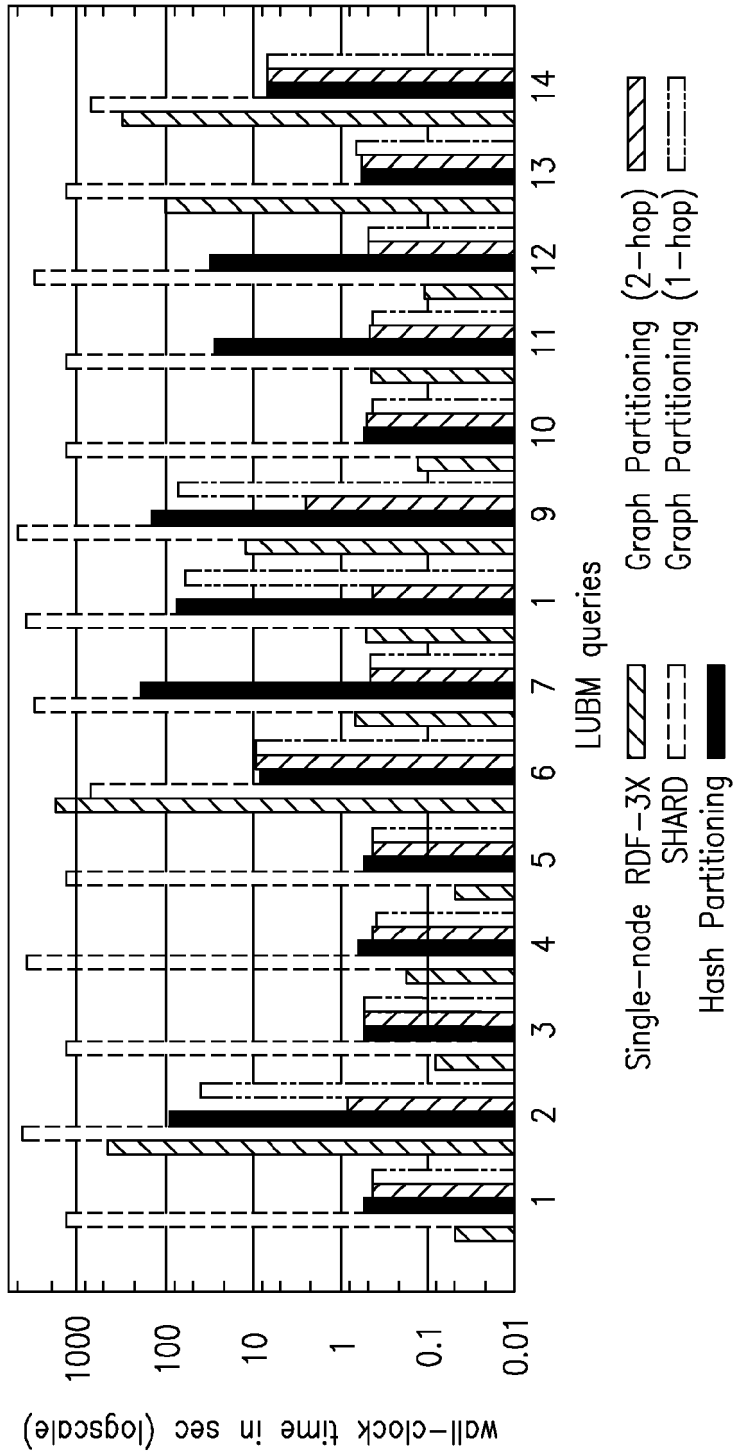 wall-clock time in sec (logscale)
1000
100
10
1
0.1
0.01
1 2 3 4 5 6 7 1 9 10 11 12 13 14
LUBM queries
Single-node RDF-3X
SHARD
Hash Partitioning
Graph Partitioning (2-hop)
Graph Partitioning (1-hop)